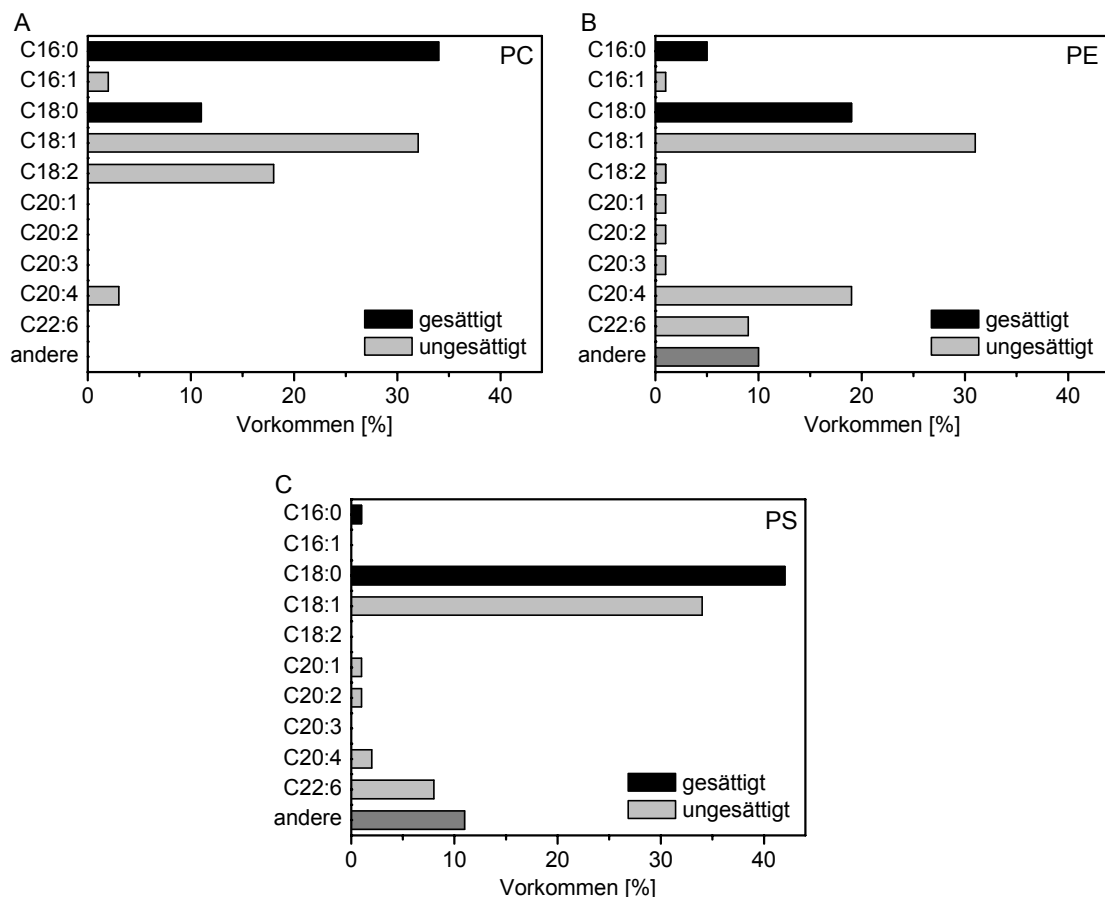 A
PC
C16:0
C16:1
C18:0
C18:1
C18:2
C20:1
C20:2
C20:3
C20:4
C22:6
andere
gesättigt
ungesättigt
0 10 20 30 40
Vorkommen [%]
B
PE
C16:0
C16:1
C18:0
C18:1
C18:2
C20:1
C20:2
C20:3
C20:4
C22:6
andere
gesättigt
ungesättigt
0 10 20 30 40
Vorkommen [%]
C
PS
C16:0
C16:1
C18:0
C18:1
C18:2
C20:1
C20:2
C20:3
C20:4
C22:6
andere
gesättigt
ungesättigt
0 10 20 30 40
Vorkommen [%]